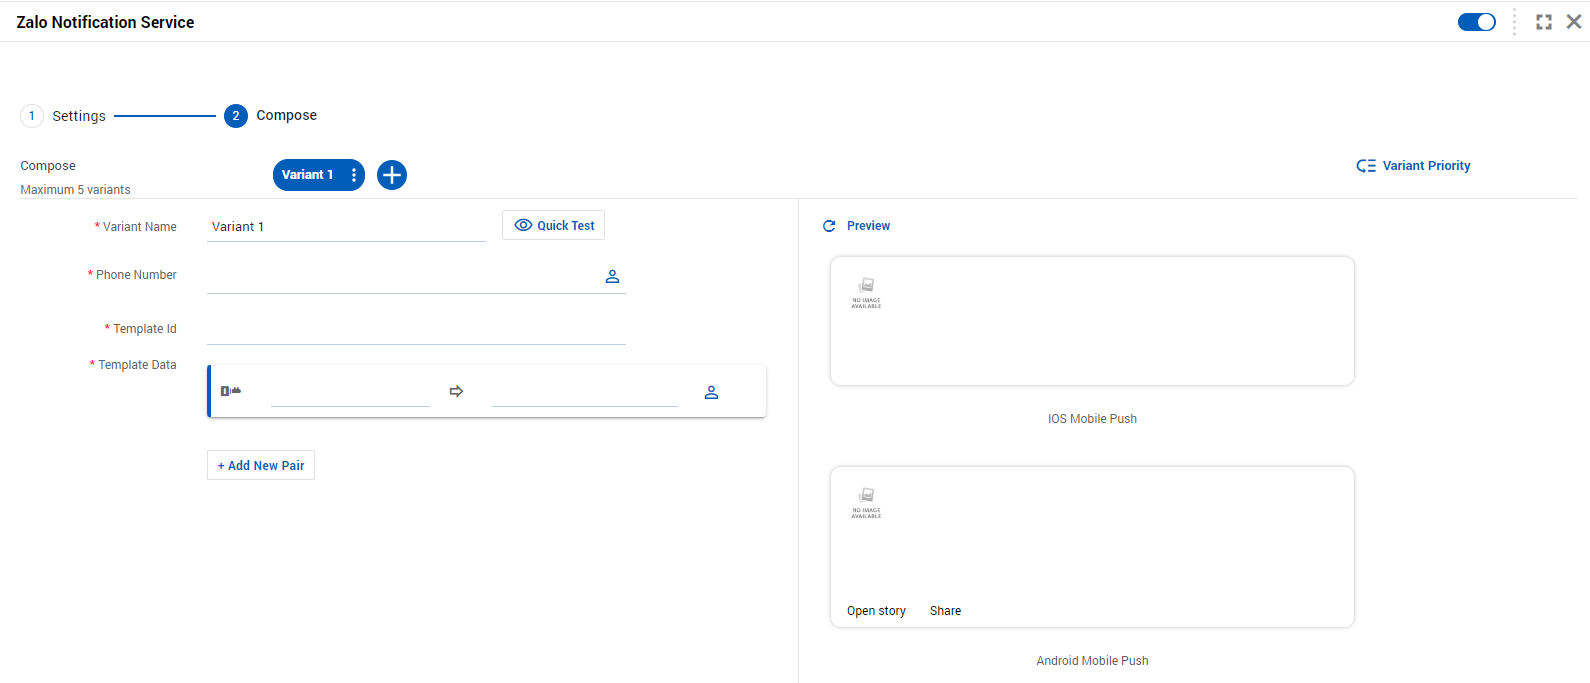 Zalo Notification Service
1 Settings 2 Compose
Compose
Maximum 5 variants
Variant 1
Variant Priority
* Variant Name Variant 1 Quick Test
* Phone Number
* Template Id
* Template Data
+ Add New Pair
Preview
NO IMAGE
AVAILABLE
IOS Mobile Push
NO IMAGE
AVAILABLE
Open story Share
Android Mobile Push